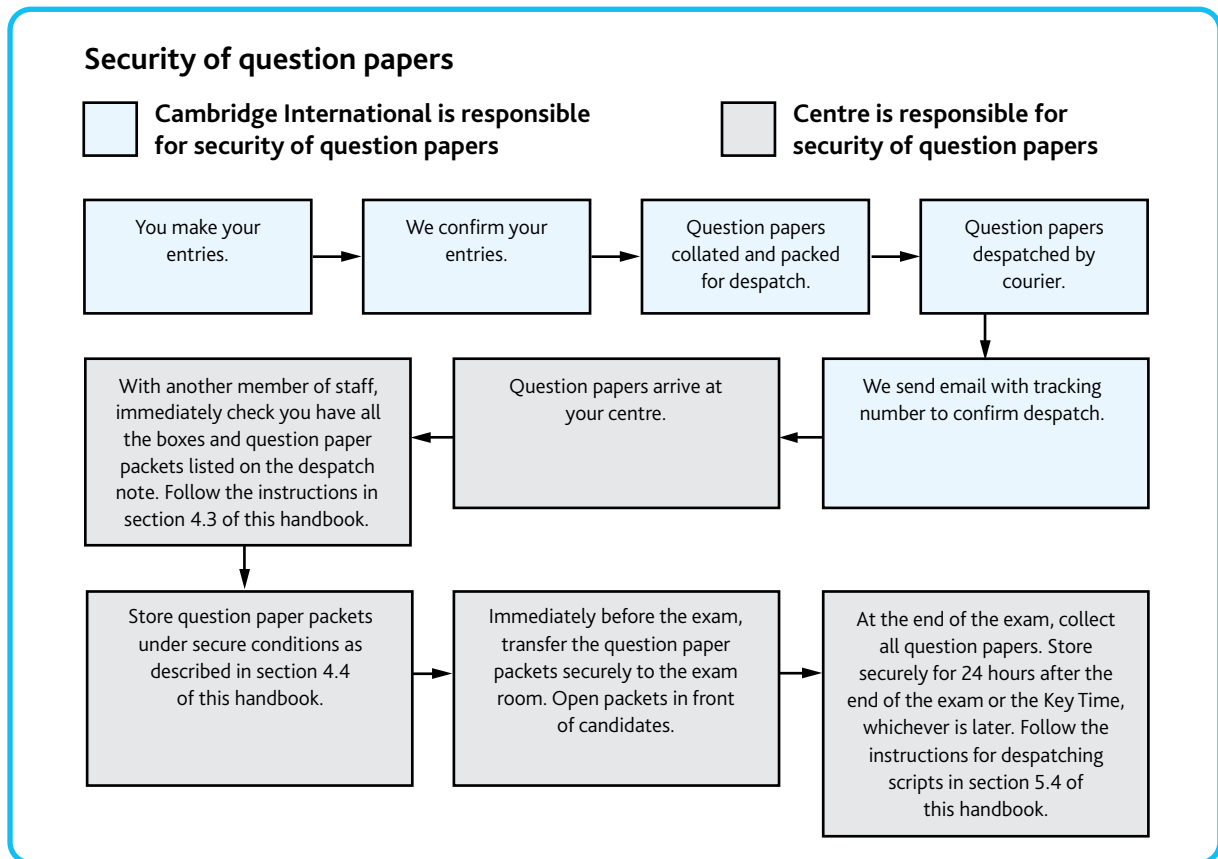 Security of question papers
Cambridge International is responsible
for security of question papers
Centre is responsible for
security of question papers
You make your
entries.
We confirm your
entries.
Question papers
collated and packed
for despatch.
Question papers
despatched by
courier.
We send email with tracking
number to confirm despatch.
Question papers arrive at
your centre.
With another member of staff,
immediately check you have all
the boxes and question paper
packets listed on the despatch
note. Follow the instructions in
section 4.3 of this handbook.
Store question paper packets
under secure conditions as
described in section 4.4
of this handbook.
Immediately before the exam,
transfer the question paper
packets securely to the exam
room. Open packets in front
of candidates.
At the end of the exam, collect
all question papers. Store
securely for 24 hours after the
end of the exam or the Key Time,
whichever is later. Follow the
instructions for despatching
scripts in section 5.4 of
this handbook.